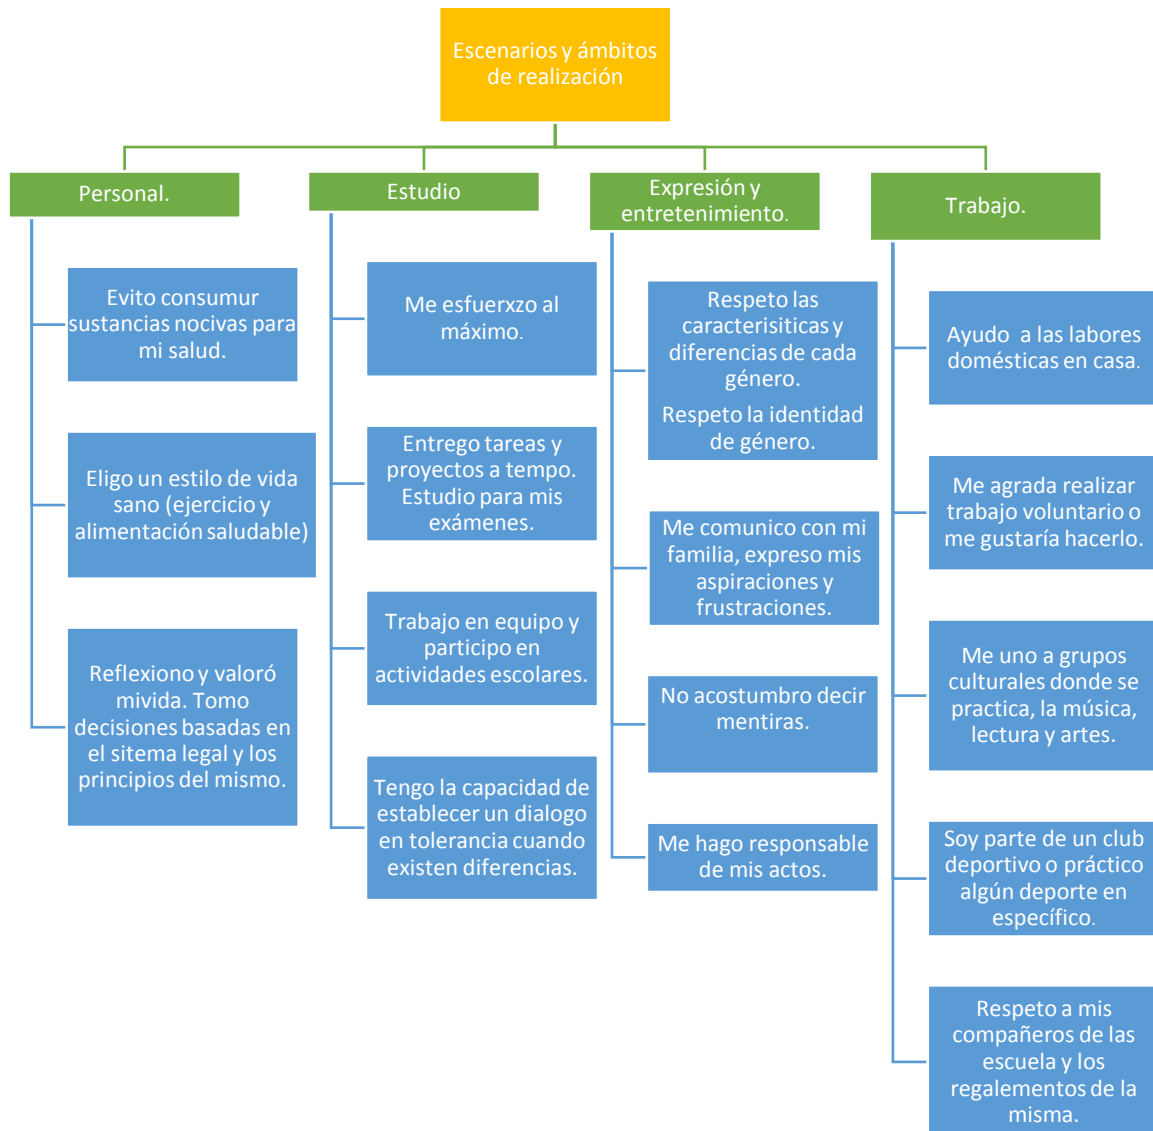 Escenarios y ámbitos
de realización
Personal.
Evito consumur
sustancias nocivas para
mi salud.
Eligo un estilo de vida
sano (ejercicio y
alimentación saludable)
Reflexiono y valoró
mivida. Tomo
decisiones basadas en
el sitema legal y los
principios del mismo.
Estudio
Me esfuerxzo al
máximo.
Entrego tareas y
proyectos a tempo.
Estudio para mis
exámenes.
Trabajo en equipo y
participo en
actividades escolares.
Tengo la capacidad de
establecer un dialogo
en tolerancia cuando
existen diferencias.
Expresión y
entretenimiento.
Respeto las
caracterisiticas y
diferencias de cada
género.
Respeto la identidad
de género.
Me comunico con mi
familia, expreso mis
aspiraciones y
frustraciones.
No acostumbro decir
mentiras.
Me hago responsable
de mis actos.
Trabajo.
Ayudo a las labores
domésticas en casa.
Me agrada realizar
trabajo voluntario o
me gustaría hacerlo.
Me uno a grupos
culturales donde se
practica, la música,
lectura y artes.
Soy parte de un club
deportivo o práctico
algún deporte en
específico.
Respeto a mis
compañeros de las
escuela y los
regalementos de la
misma.